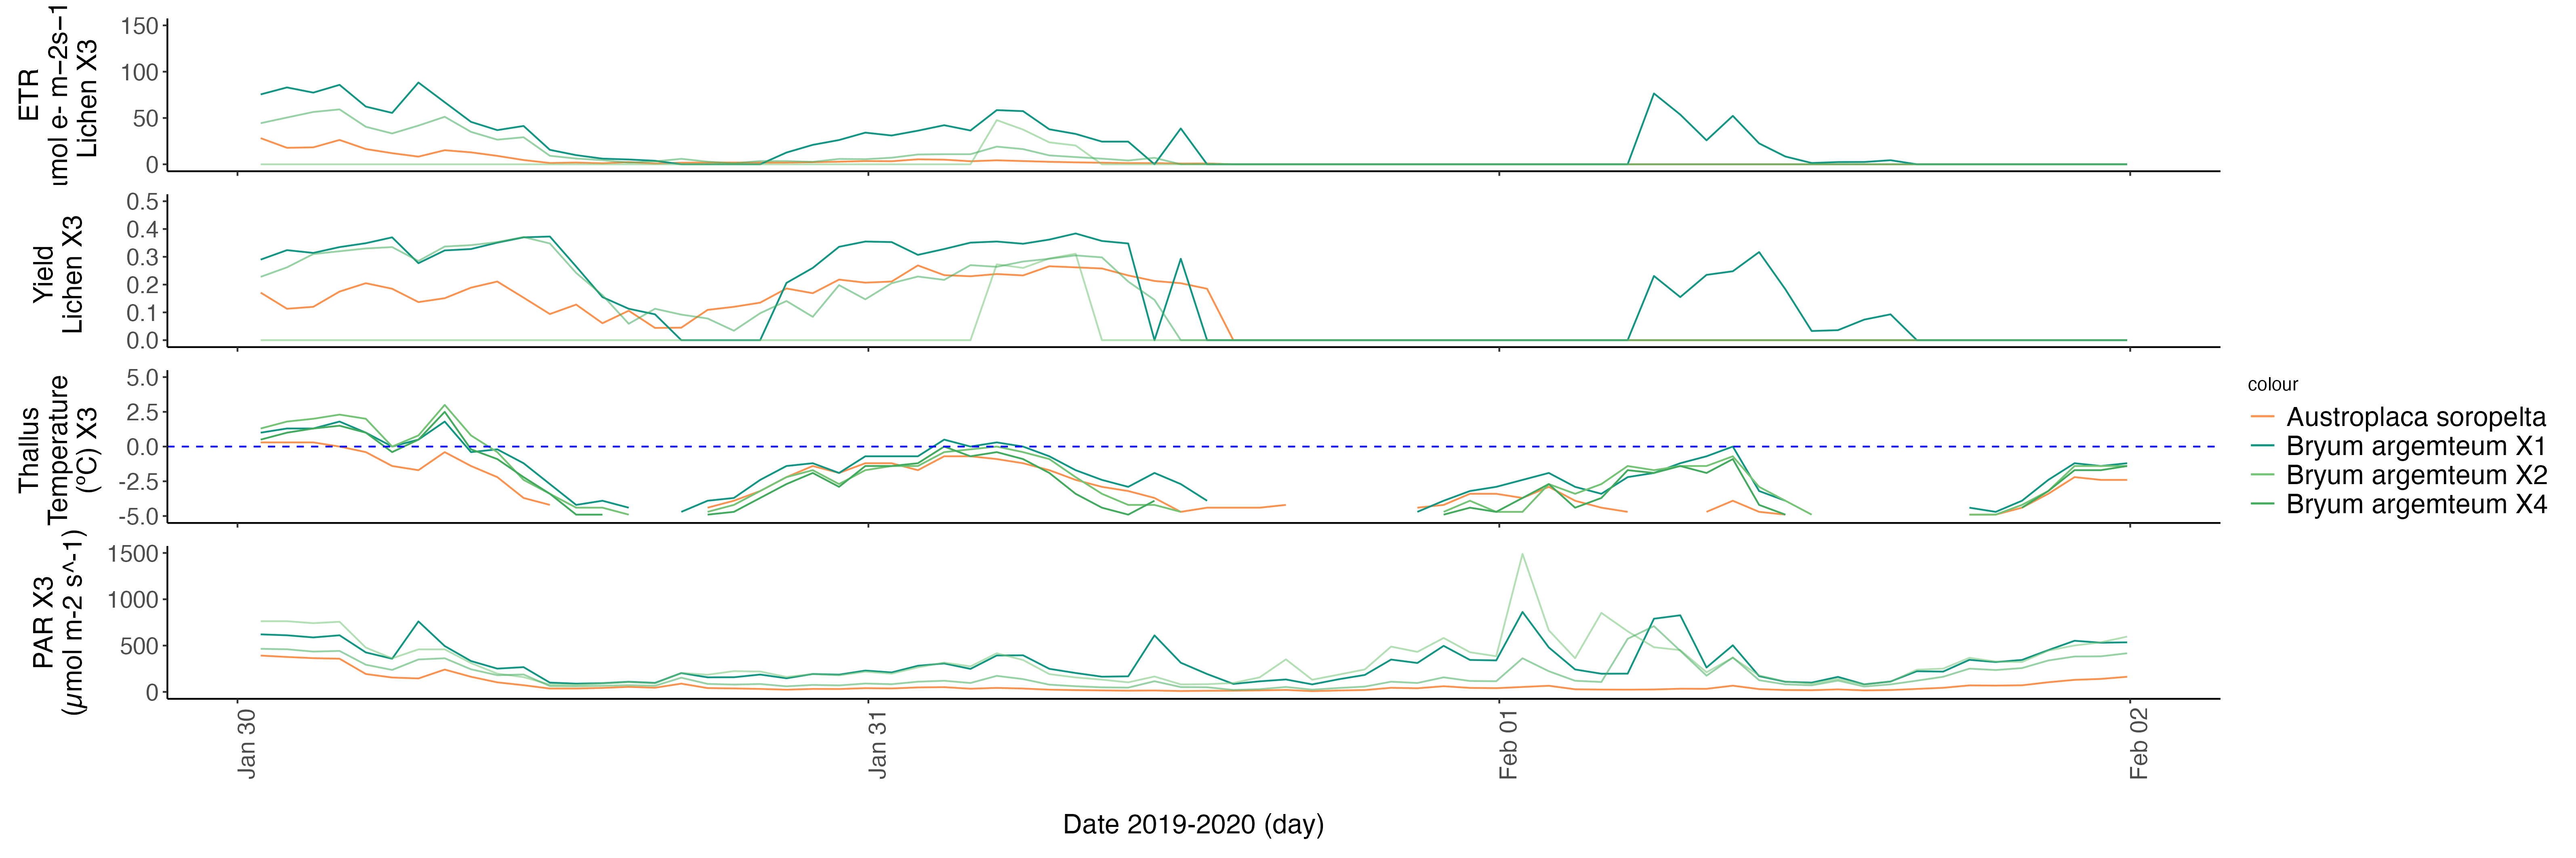 ETR
μmol e- m−2s−1
Lichen X3
150
100
50
0
Yield
Lichen X3
0.5
0.4
0.3
0.2
0.1
0.0
Thallus
Temperature
(ºC) X3
5.0
2.5
0.0
-2.5
-5.0
PAR X3
(μmol m-2 s^-1)
1500
1000
500
0
Jan 30
Jan 31
Feb 01
Feb 02
Date 2019-2020 (day)
colour
Austroplaca soropelta
Bryum argemteum X1
Bryum argemteum X2
Bryum argemteum X4